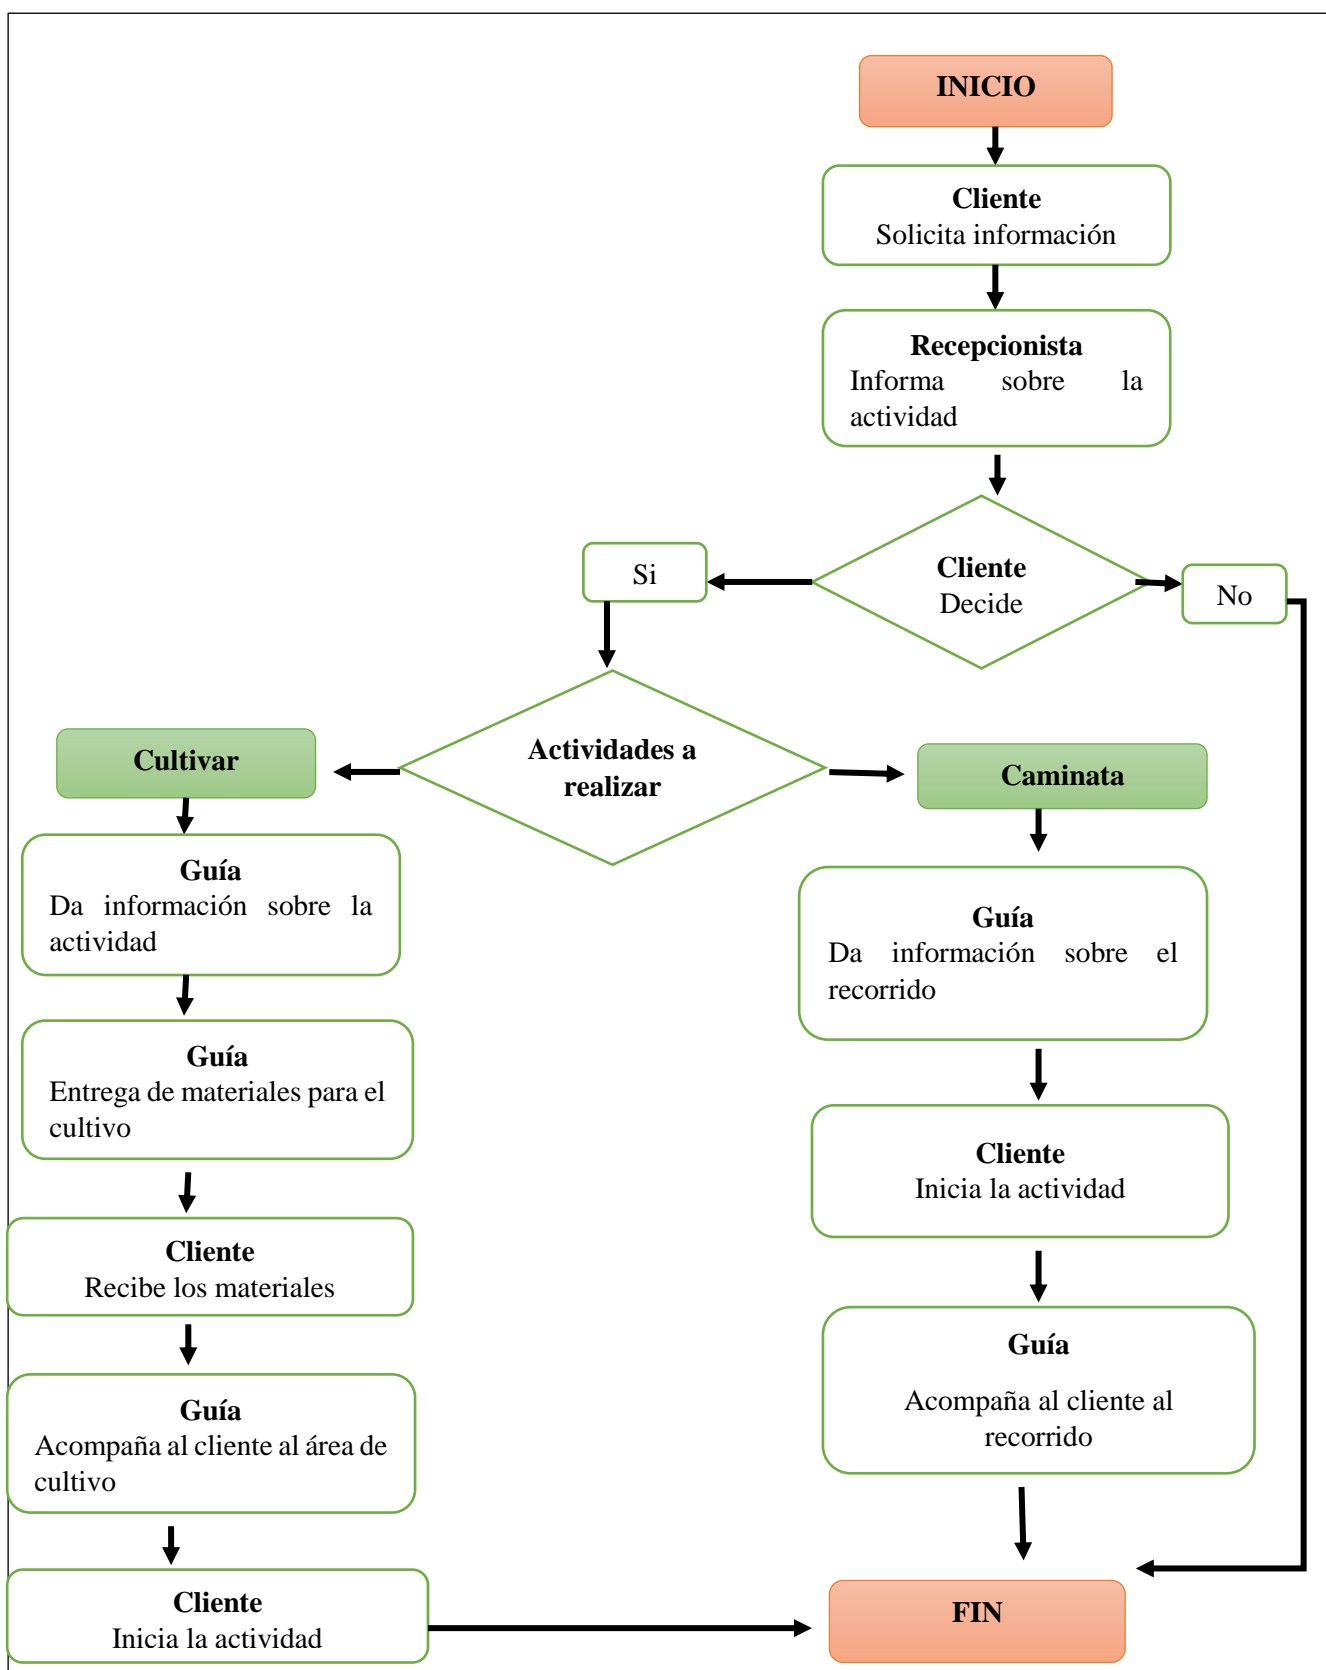 INICIO
Cliente
Solicita información
Recepcionista
Informa sobre la
actividad
Cliente
Decide
Si
No
Actividades a
realizar
Cultivar
Guía
Da información sobre la
actividad
Guía
Entrega de materiales para el
cultivo
Cliente
Recibe los materiales
Guía
Acompaña al cliente al área de
cultivo
Cliente
Inicia la actividad
Caminata
Guía
Da información sobre el
recorrido
Cliente
Inicia la actividad
Guía
Acompaña al cliente al
recorrido
FIN